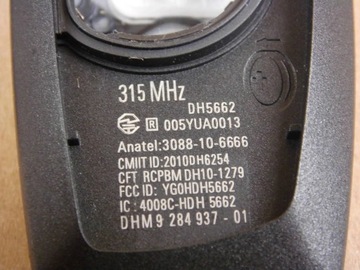 315 MHz
DH5662
R 005YUA0013
Anatel:3088-10-6666
CMIIT ID:2010DH6254
CFT RCPBM DH10-1279
FCC ID: YGOHDH5662
IC: 4008C-HDH 5662
DHM 9 284 937 - 01